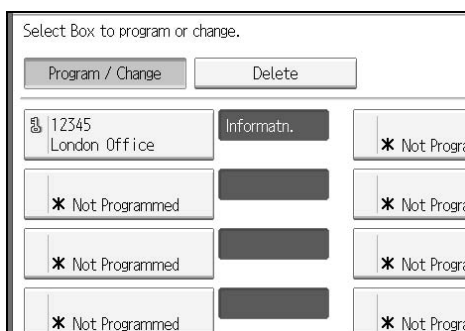 Select Box to program or change.
Program / Change Delete
12345 Informatn.
London Office
* Not Programmed
* Not Programmed
* Not Programmed